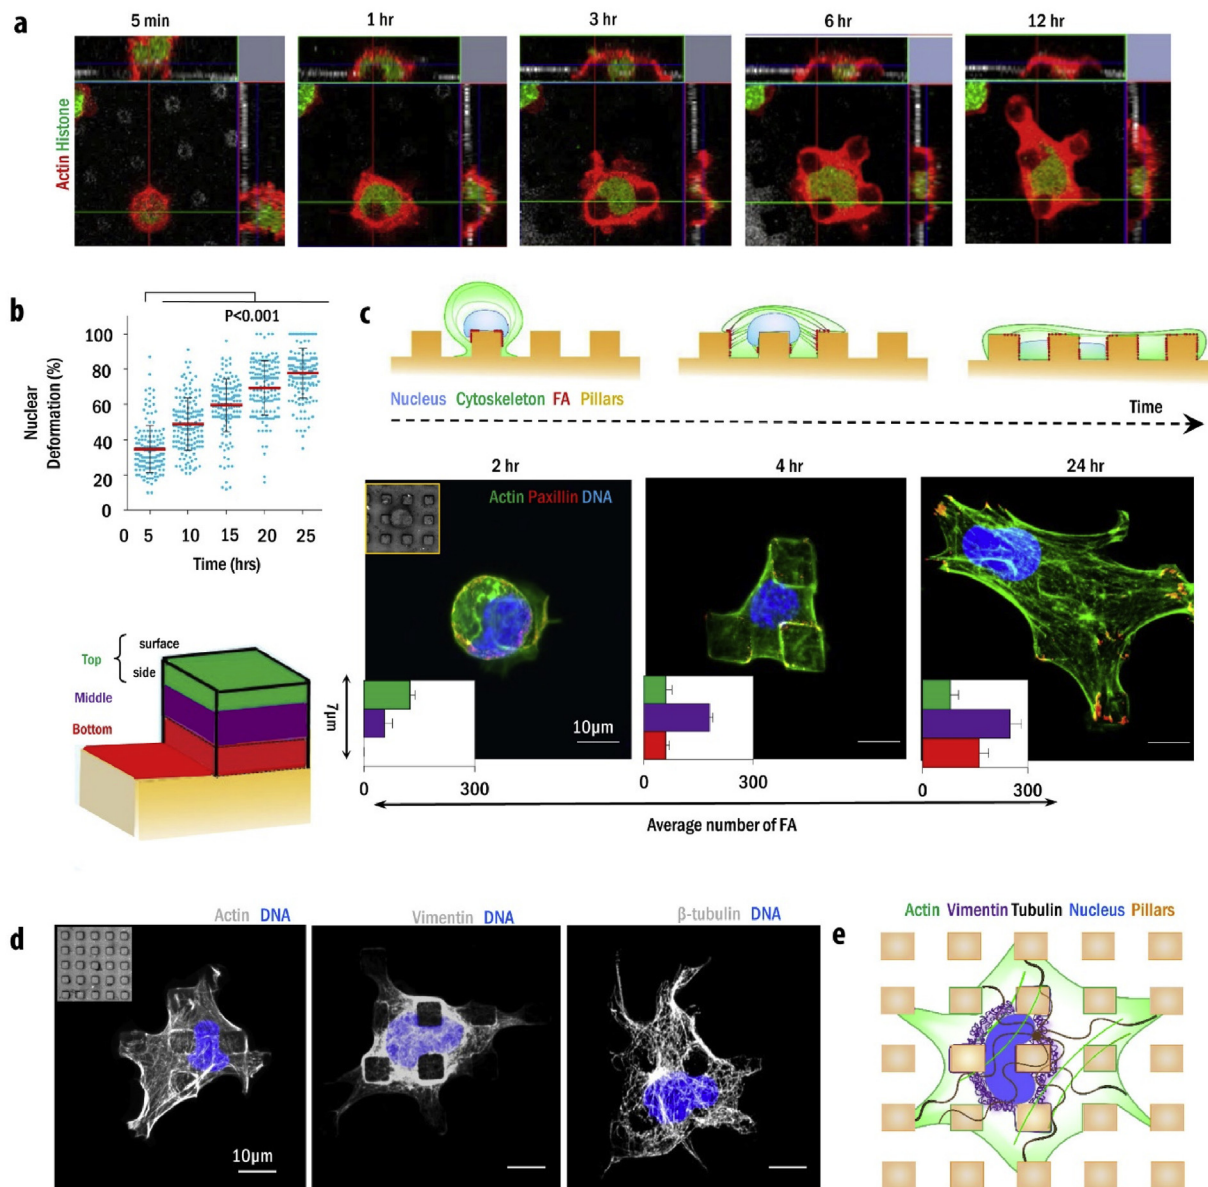 a
5 min
1 hr
3 hr
6 hr
12 hr
Actin Histone
b
P<0.001
Nuclear
Deformation (%)
100
80
60
40
20
0
0 5 10 15 20 25
Time (hrs)
c
Nucleus Cytoskeleton FA Pillars
Time
2 hr
4 hr
24 hr
Actin Paxillin DNA
Top
surface
side
Middle
Bottom
7µm
10µm
0 300
0 300
0 300
Average number of FA
d
Actin DNA
Vimentin DNA
β-tubulin DNA
10µm
e
Actin Vimentin Tubulin Nucleus Pillars